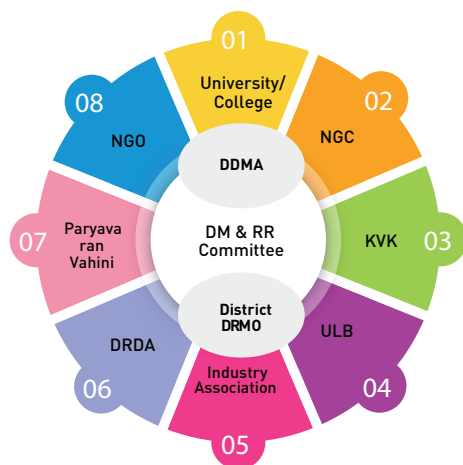 01
University/
College
02
NGC
03
KVK
04
ULB
05
Industry
Association
06
DRDA
07
Paryava
ran
Vahini
08
NGO
DDMA
DM & RR
Committee
District
DRMO